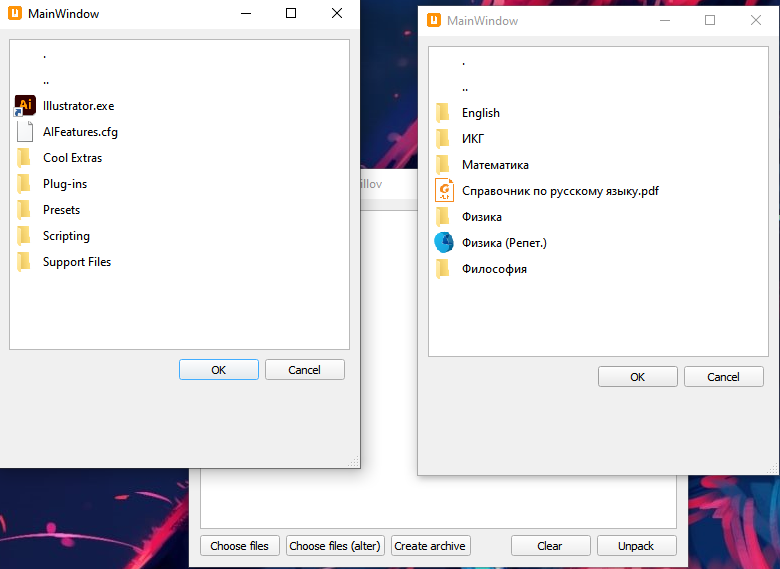 MainWindow
.
..
Illustrator.exe
AIFeatures.cfg
Cool Extras
Plug-ins
Presets
Scripting
Support Files
OK Cancel
MainWindow
.
..
English
ИКГ
Математика
Справочник по русскому языку.pdf
Физика
Физика (Репет.)
Философия
OK Cancel
illov
Choose files Choose files (alter) Create archive Clear Unpack